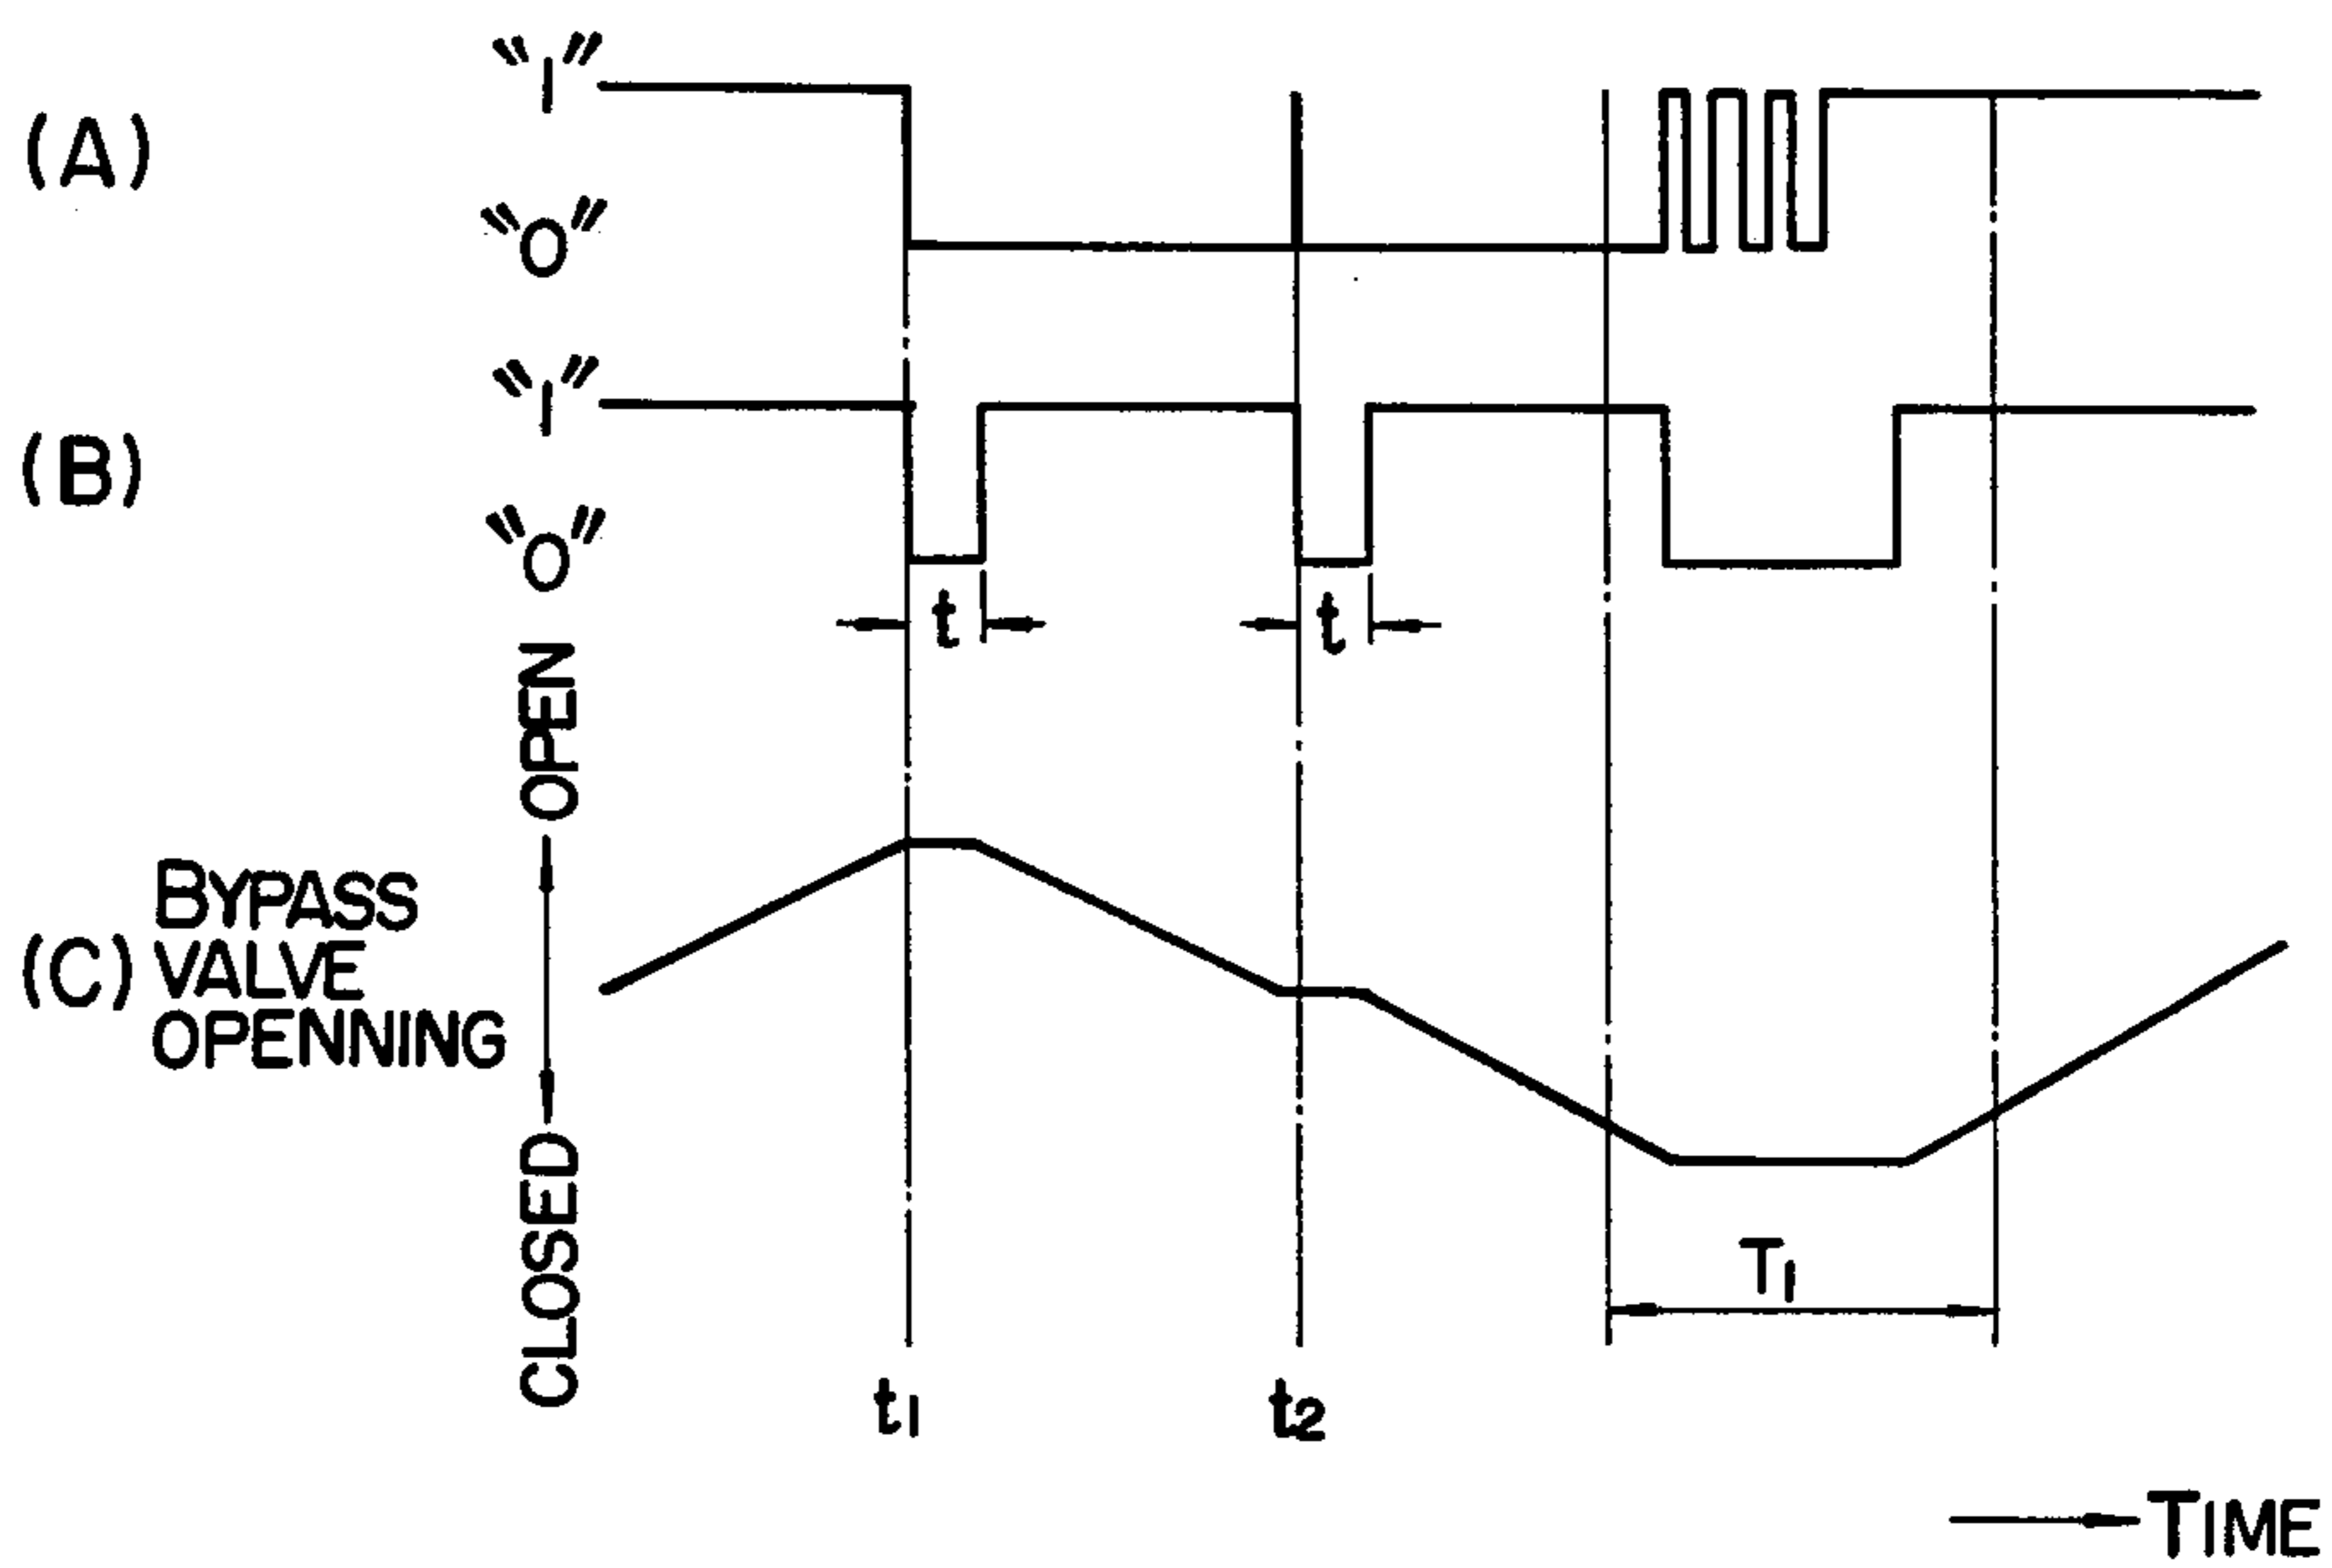 (A)
"1"
"0"
(B)
"1"
"0"
t
t
OPEN
(C) BYPASS
VALVE
OPENNING
CLOSED
T1
t1
t2
TIME